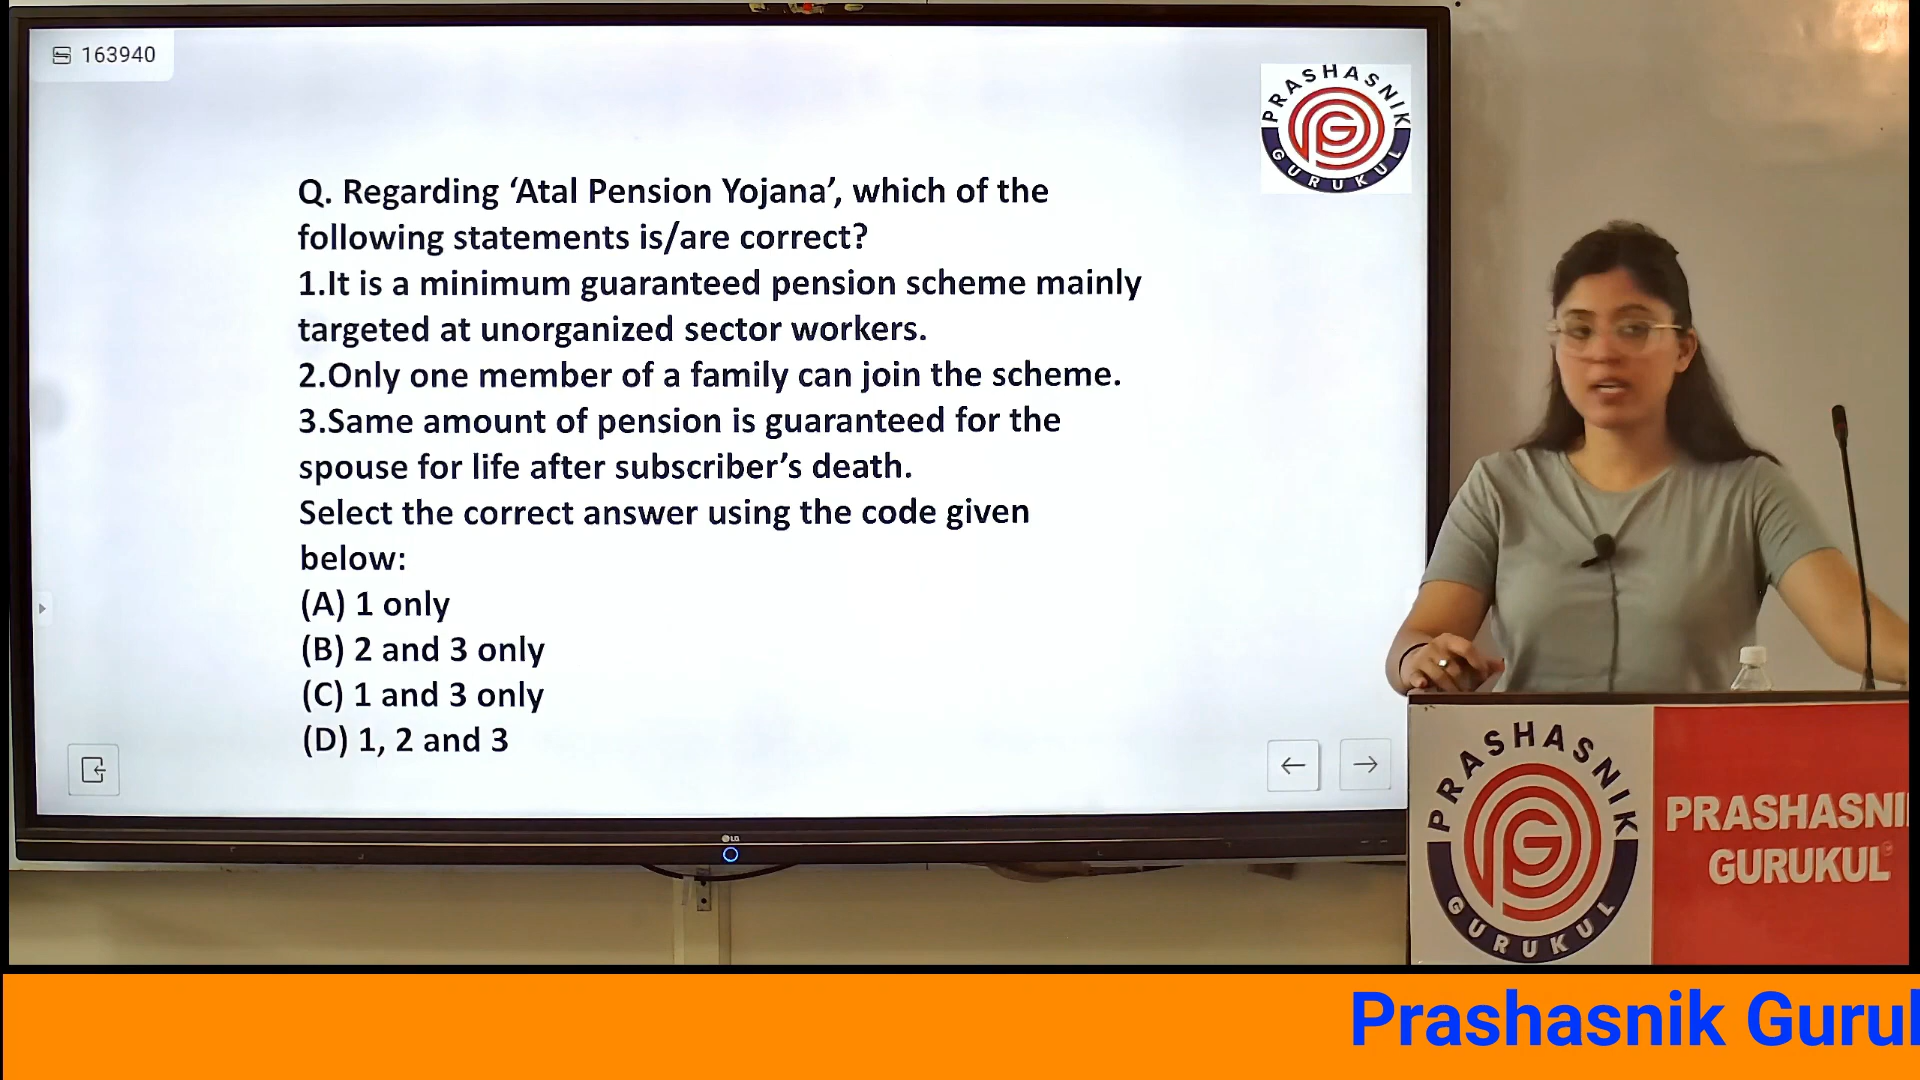 163940
PRASHASNIK
GURUKUL
Q. Regarding ‘Atal Pension Yojana’, which of the
following statements is/are correct?
1.It is a minimum guaranteed pension scheme mainly
targeted at unorganized sector workers.
2.Only one member of a family can join the scheme.
3.Same amount of pension is guaranteed for the
spouse for life after subscriber’s death.
Select the correct answer using the code given
below:
(A) 1 only
(B) 2 and 3 only
(C) 1 and 3 only
(D) 1, 2 and 3
LG
PRASHASNIK
GURUKUL
PRASHASNI
GURUKUL
Prashasnik Guruk